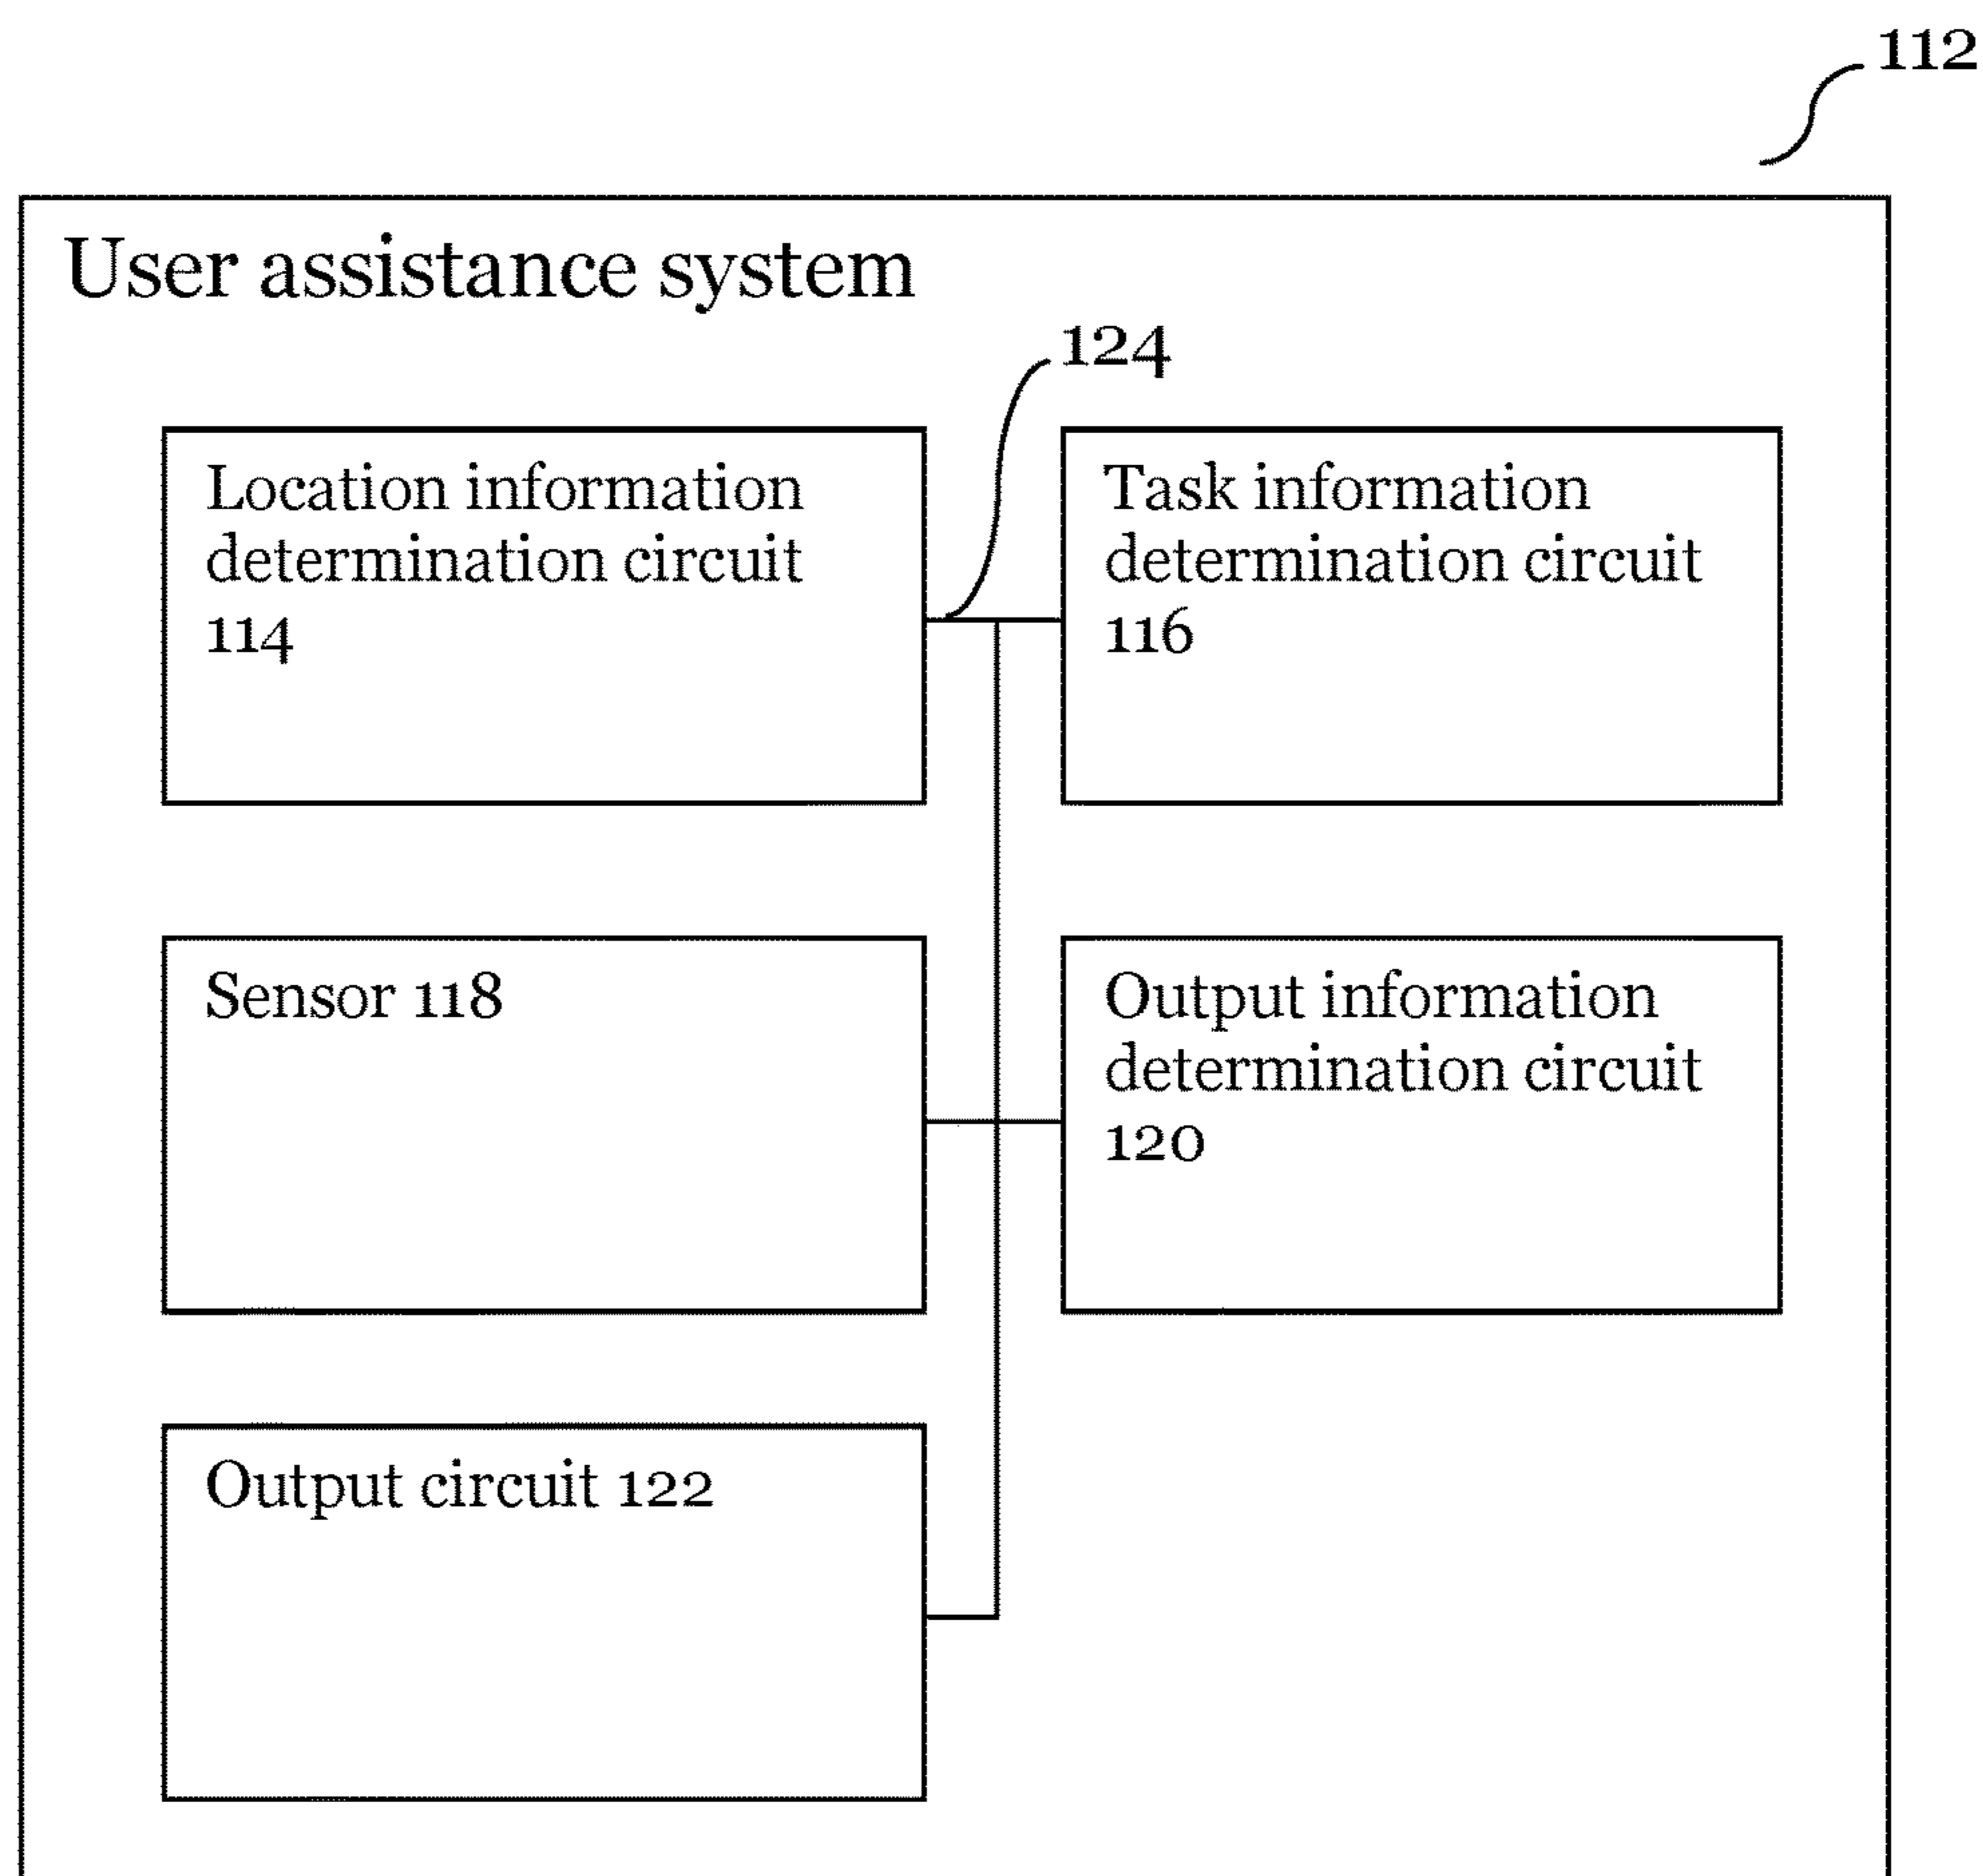 112
User assistance system
124
Location information
determination circuit
114
Task information
determination circuit
116
Sensor 118
Output information
determination circuit
120
Output circuit 122